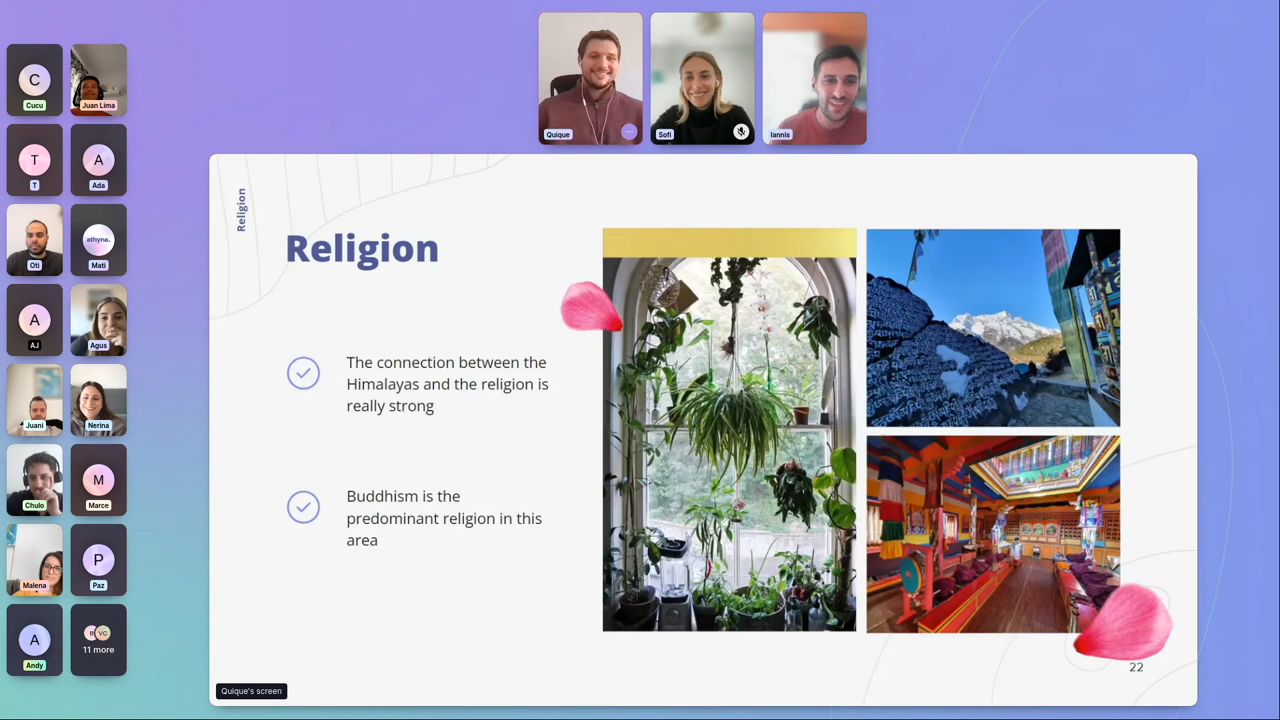 Quique
Sofi
Iannis
C
Cucu
Juan Lima
T
T
A
Ada
Oti
athyna.
Mati
A
AJ
Agus
Juani
Nerina
Chulo
M
Marce
Malena
P
Paz
A
Andy
B
VC
11 more
Religion
Religion
The connection between the
Himalayas and the religion is
really strong
Buddhism is the
predominant religion in this
area
22
Quique's screen